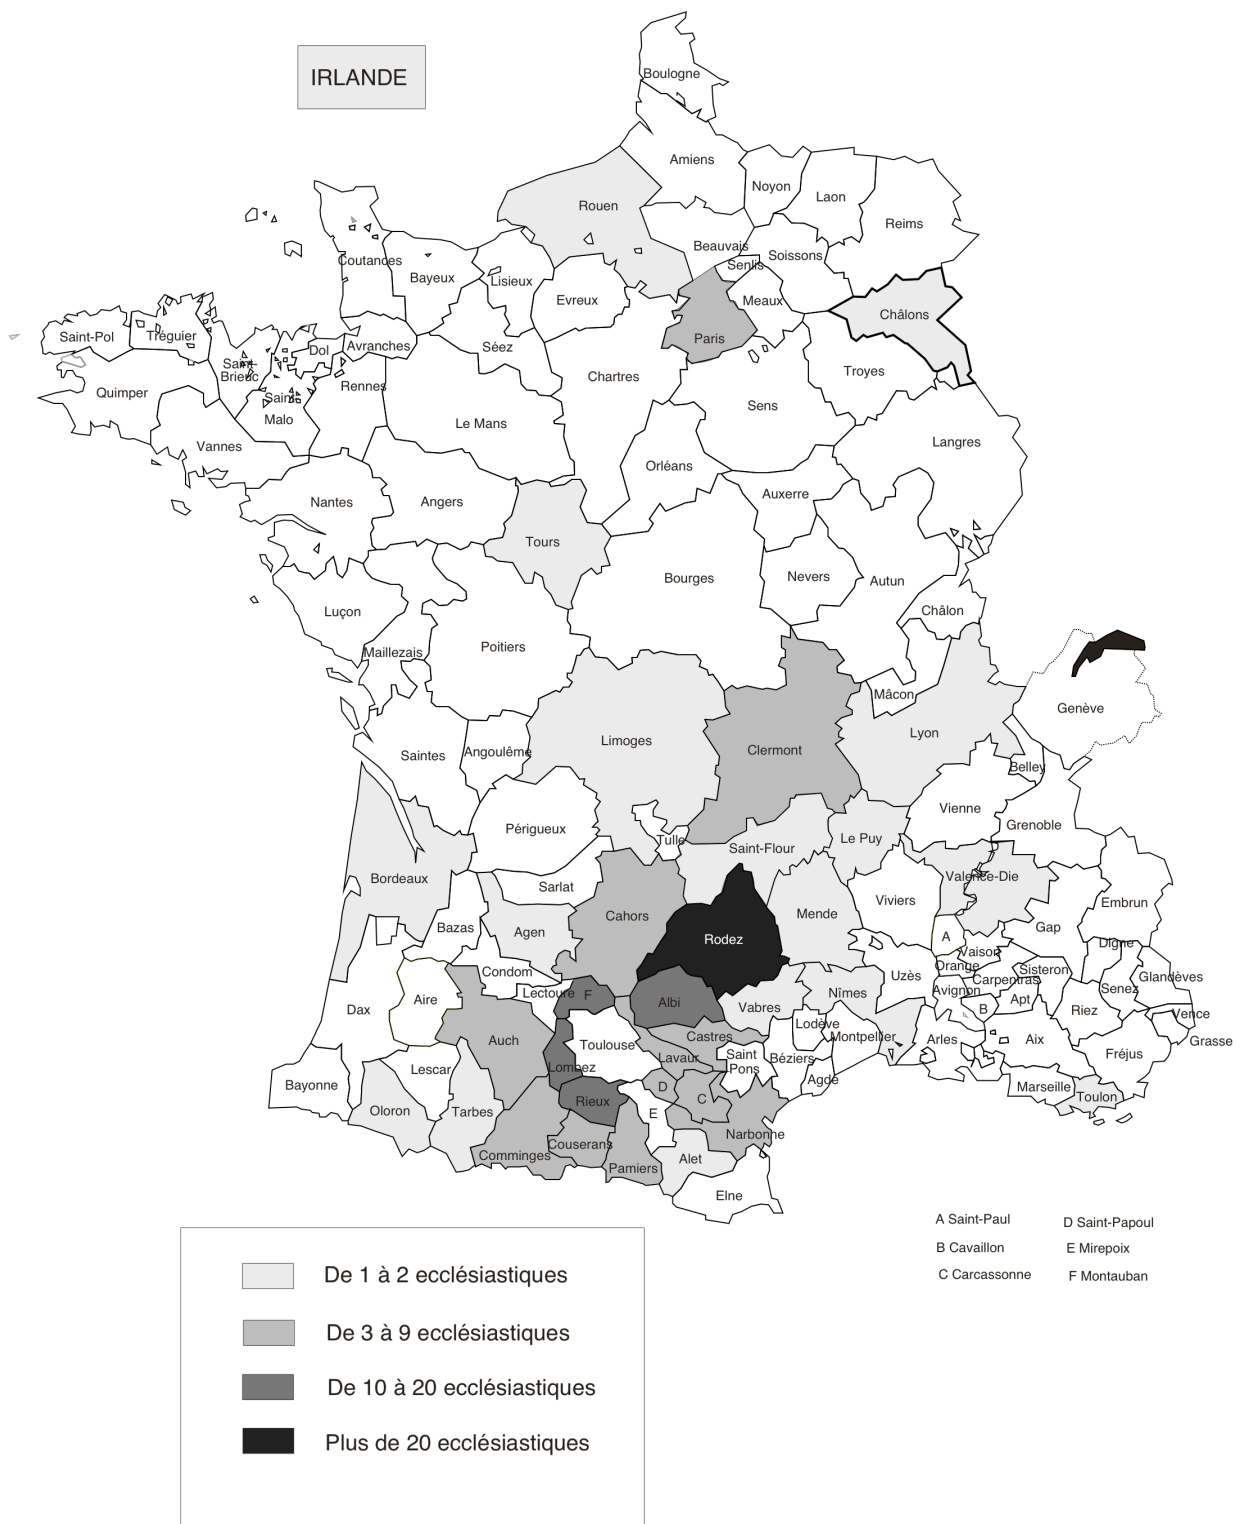 Boulogne
IRLANDE
Amiens
Noyon
Laon
Rouen
Reims
Beauvais
Soissons
Coutances
Senlis
Bayeux
Lisieux
Evreux
Meaux
Châlons
Saint-Pol
Tréguier
Paris
Dol
Avranches
Séez
Saint-
Brieuc
Troyes
Chartres
Rennes
Quimper
Saint
Malo
Sens
Le Mans
Vannes
Langres
Orléans
Auxerre
Nantes
Angers
Tours
Bourges
Nevers
Autun
Luçon
Châlon
Maillezais
Poitiers
Mâcon
Genève
Lyon
Limoges
Clermont
Saintes
Angoulême
Belley
Vienne
Périgueux
Grenoble
Tulle
Saint-Flour
Le Puy
Bordeaux
Valence-Die
Sarlat
Viviers
Embrun
Cahors
Mende
Bazas
Agen
Rodez
A
Gap
Digne
Vaison
Orange
Condom
Sisteron
Uzès
Carpentras
Glandèves
Senez
Lectoure
F
Nîmes
Avignon
Aire
Albi
Vabres
Apt
Dax
B
Riez
Vence
Lodève
Auch
Castres
Montpellier
Arles
Aix
Grasse
Toulouse
Saint
Pons
Béziers
Fréjus
Lavaur
Lescar
Lombez
Agde
Bayonne
D
Marseille
C
Toulon
Rieux
Oloron
Tarbes
E
Narbonne
Couserans
Comminges
Alet
Pamiers
Elne
A Saint-Paul
D Saint-Papoul
B Cavaillon
E Mirepoix
C Carcassonne
F Montauban
De 1 à 2 ecclésiastiques
De 3 à 9 ecclésiastiques
De 10 à 20 ecclésiastiques
Plus de 20 ecclésiastiques